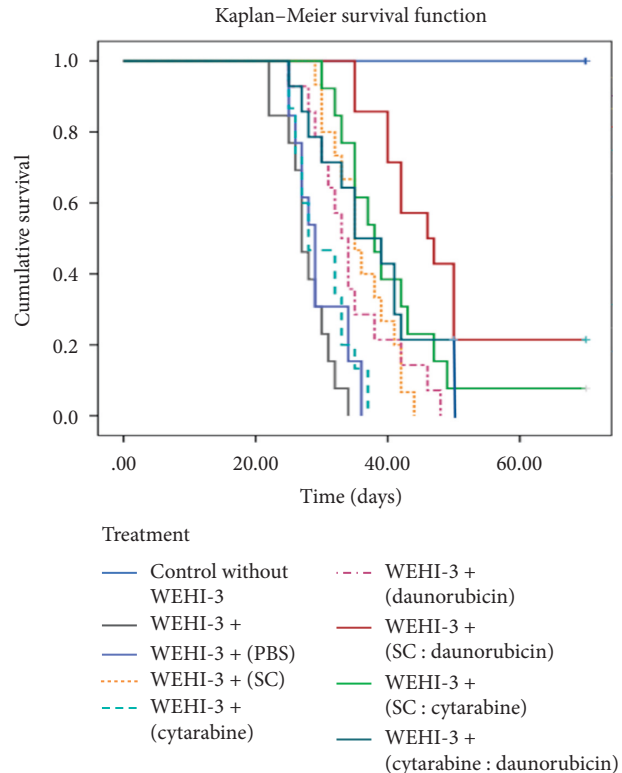 Kaplan–Meier survival function
1.0
0.8
0.6
0.4
0.2
0.0
Cumulative survival
.00 20.00 40.00 60.00
Time (days)
Treatment
Control without
WEHI-3
WEHI-3 +
WEHI-3 + (PBS)
WEHI-3 + (SC)
WEHI-3 +
(cytarabine)
WEHI-3 +
(daunorubicin)
WEHI-3 +
(SC : daunorubicin)
WEHI-3 +
(SC : cytarabine)
WEHI-3 +
(cytarabine : daunorubicin)